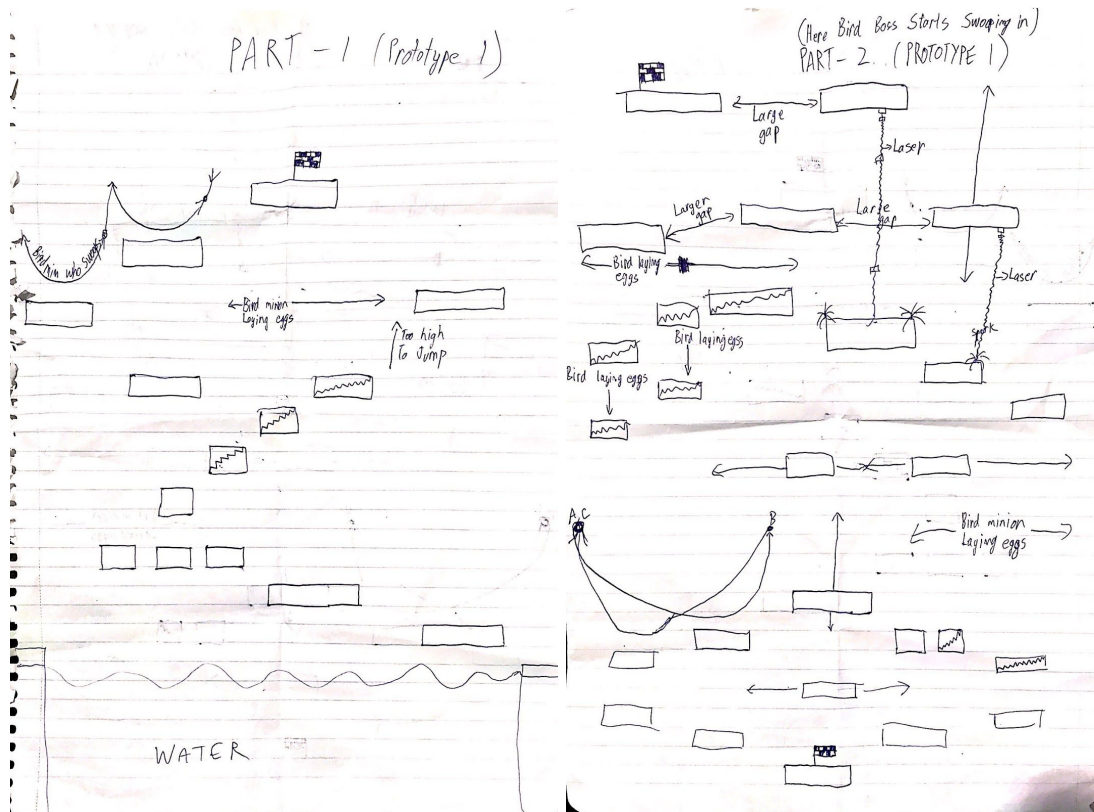 PART - 1 (Prototype 1)
Bird min who swoops
Bird minion
Laying eggs
Too high
To Jump
WATER
(Here Bird Boss Starts Swooping in)
PART - 2. (PROTOTYPE 1)
Large
gap
Laser
Larger
gap
Large
gap
Bird laying
eggs
Laser
Bird laying eggs
spark
Bird laying eggs
A,C
B
Bird minion
Laying eggs